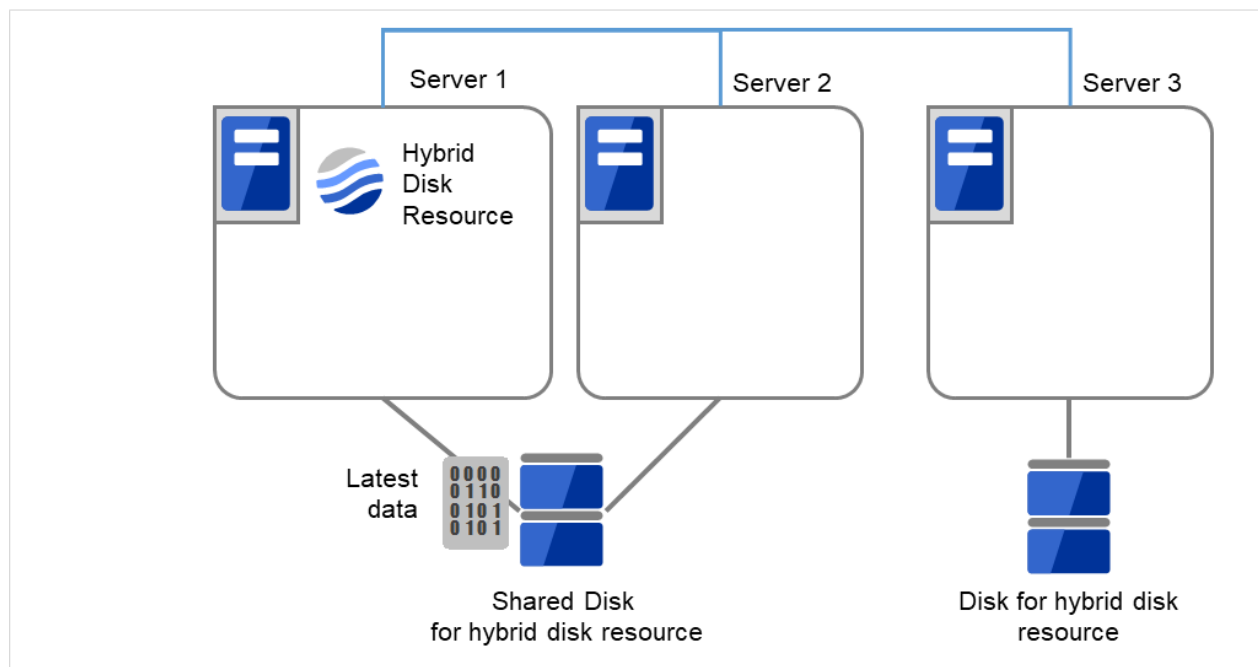 Server 1
Server 2
Server 3
Hybrid
Disk
Resource
Latest
data
0000
0110
0101
0101
Shared Disk
for hybrid disk resource
Disk for hybrid disk
resource